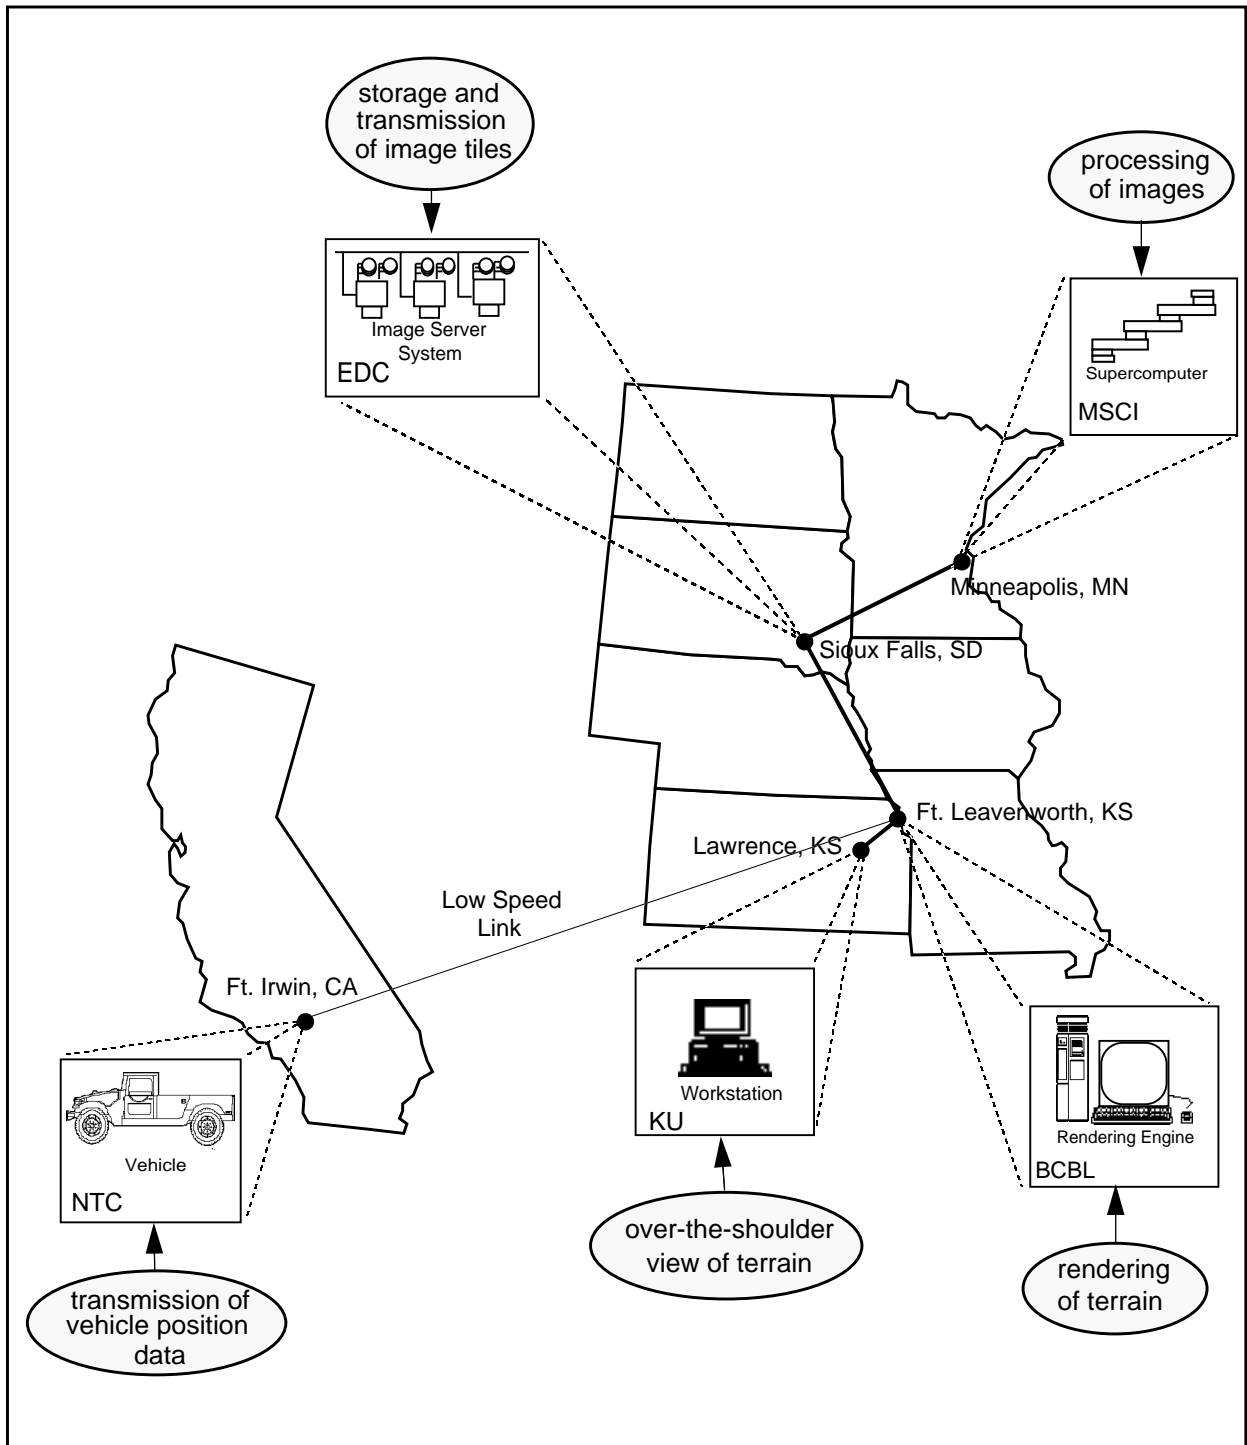 storage and
transmission
of image tiles
processing
of images
Image Server
System
EDC
Supercomputer
MSCI
Minneapolis, MN
Sioux Falls, SD
Ft. Leavenworth, KS
Lawrence, KS
Low Speed
Link
Ft. Irwin, CA
Vehicle
NTC
Workstation
KU
Rendering Engine
BCBL
over-the-shoulder
view of terrain
rendering
of terrain
transmission of
vehicle position
data